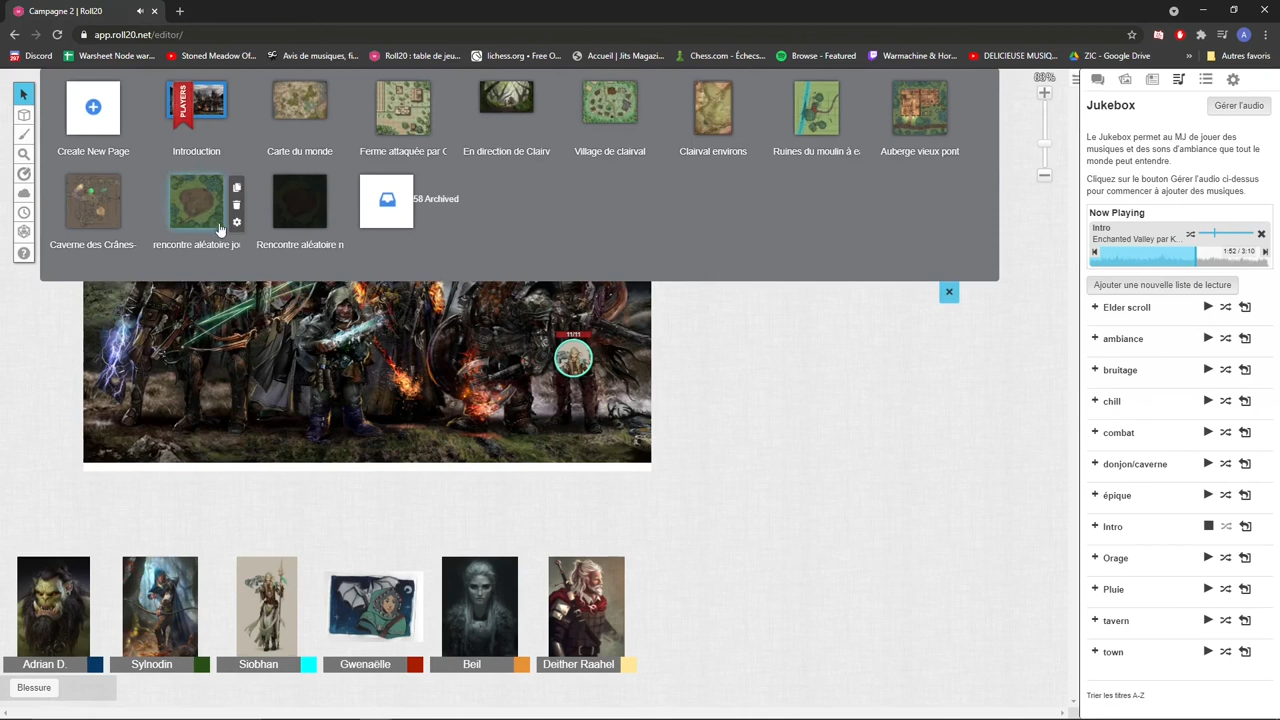 Campagne 2 | Roll20
app.roll20.net/editor/
Discord
Warsheet Node war...
Stoned Meadow Of...
Avis de musiques, fi...
Roll20 : table de jeu...
lichess.org • Free O...
Accueil | Jits Magazi...
Chess.com - Échecs...
Browse - Featured
Warmachine & Hor...
DELICIEUSE MUSIQ...
ZIC - Google Drive
»
Autres favoris
83%
PLAYERS
Create New Page
Introduction
Carte du monde
Ferme attaquée par
En direction de Clairv
Village de clairval
Clairval environs
Ruines du moulin à
Auberge vieux pont
58 Archived
Caverne des Crânes-
rencontre aléatoire
Rencontre aléatoire n
11/11
Adrian D.
Sylnodin
Siobhan
Gwenaëlle
Beil
Deither Raahel
Blessure
Jukebox
Gérer l'audio
Le Jukebox permet au MJ de jouer des
musiques et des sons d'ambiance que tout le
monde peut entendre.
Cliquez sur le bouton Gérer l'audio ci-dessus
pour commencer à ajouter des musiques.
Now Playing
Intro
Enchanted Valley par K...
1:52 / 3:10
Ajouter une nouvelle liste de lecture
Elder scroll
ambiance
bruitage
chill
combat
donjon/caverne
épique
Intro
Orage
Pluie
tavern
town
Trier les titres A-Z